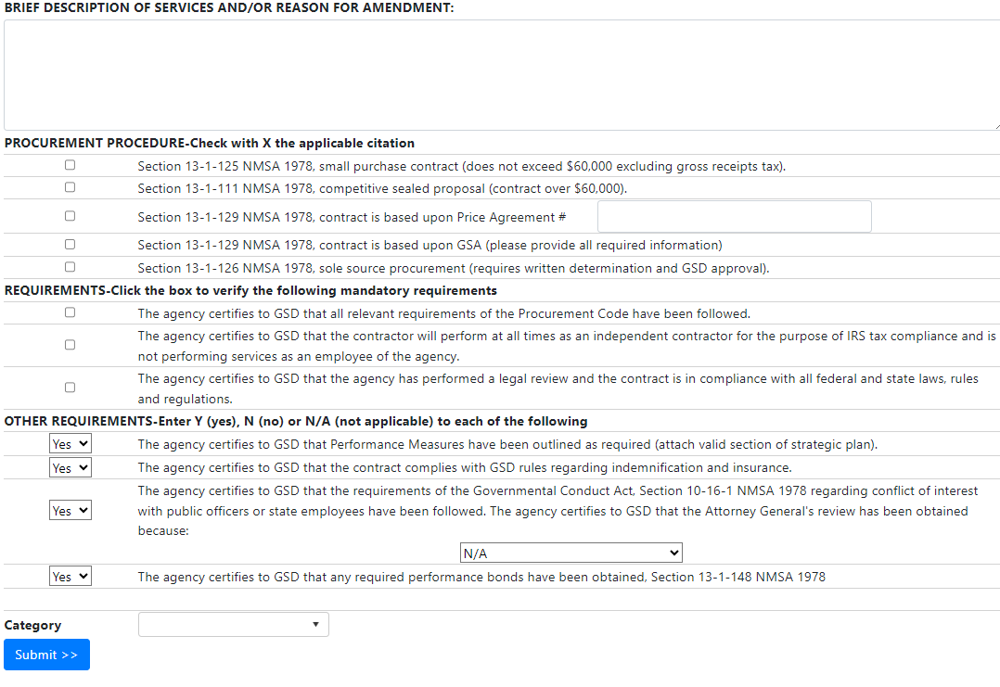 BRIEF DESCRIPTION OF SERVICES AND/OR REASON FOR AMENDMENT:
PROCUREMENT PROCEDURE-Check with X the applicable citation
Section 13-1-125 NMSA 1978, small purchase contract (does not exceed $60,000 excluding gross receipts tax).
Section 13-1-111 NMSA 1978, competitive sealed proposal (contract over $60,000).
Section 13-1-129 NMSA 1978, contract is based upon Price Agreement #
Section 13-1-129 NMSA 1978, contract is based upon GSA (please provide all required information)
Section 13-1-126 NMSA 1978, sole source procurement (requires written determination and GSD approval).
REQUIREMENTS-Click the box to verify the following mandatory requirements
The agency certifies to GSD that all relevant requirements of the Procurement Code have been followed.
The agency certifies to GSD that the contractor will perform at all times as an independent contractor for the purpose of IRS tax compliance and is
not performing services as an employee of the agency.
The agency certifies to GSD that the agency has performed a legal review and the contract is in compliance with all federal and state laws, rules
and regulations.
OTHER REQUIREMENTS-Enter Y (yes), N (no) or N/A (not applicable) to each of the following
Yes The agency certifies to GSD that Performance Measures have been outlined as required (attach valid section of strategic plan).
Yes The agency certifies to GSD that the contract complies with GSD rules regarding indemnification and insurance.
The agency certifies to GSD that the requirements of the Governmental Conduct Act, Section 10-16-1 NMSA 1978 regarding conflict of interest
Yes with public officers or state employees have been followed. The agency certifies to GSD that the Attorney General's review has been obtained
because:
N/A
Yes The agency certifies to GSD that any required performance bonds have been obtained, Section 13-1-148 NMSA 1978
Category
Submit >>